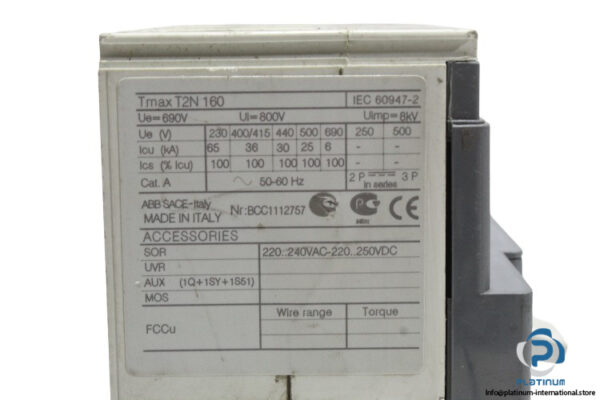 Tmax T2N 160 IEC 60947-2
Ue=690V Ui=800V Uimp=8kV
Ue (V) 230 400/415 440 500 690 250 500
Icu (kA) 65 36 30 25 6 - -
Ics (% Icu) 100 100 100 100 100 - -
Cat. A ~ 50-60 Hz 2 P 3 P
in series
ABB SACE-Italy
MADE IN ITALY Nr:BCC1112757 CE
ACCESSORIES
SOR 220..240VAC-220..250VDC
UVR
AUX (1Q+1SY+1S51)
MOS
Wire range Torque
FCCu
PLATINUM
info@platinum-international.store